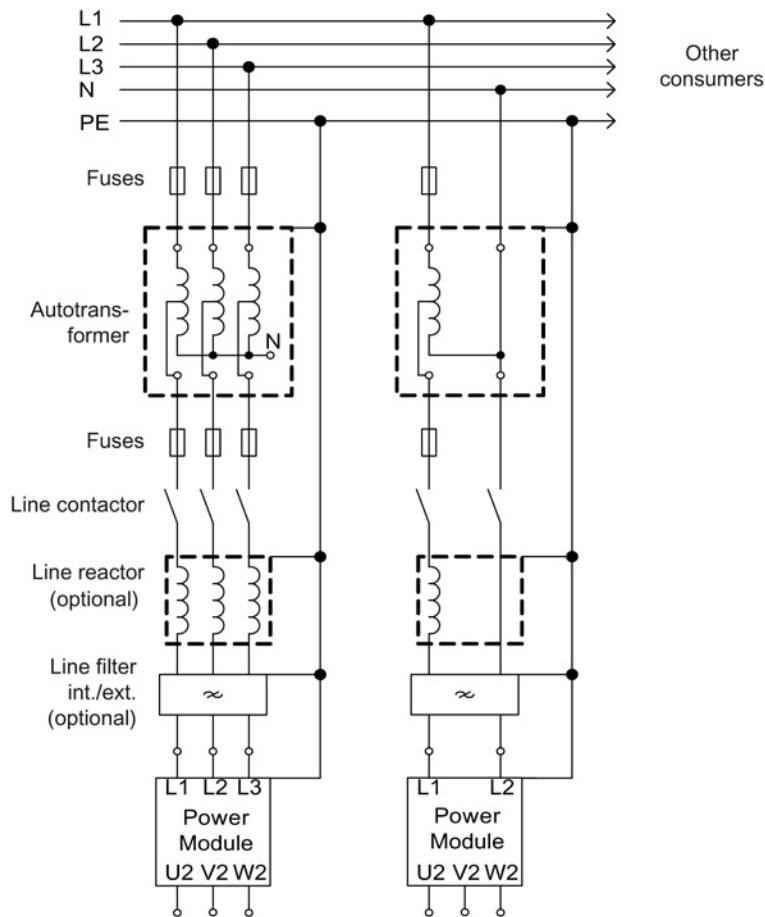 L1
L2
L3
N
PE
Other
consumers
Fuses
Autotrans-
former
N
Fuses
Line contactor
Line reactor
(optional)
Line filter
int./ext.
(optional)
≈
≈
L1 L2 L3
Power
Module
U2 V2 W2
L1 L2
Power
Module
U2 V2 W2